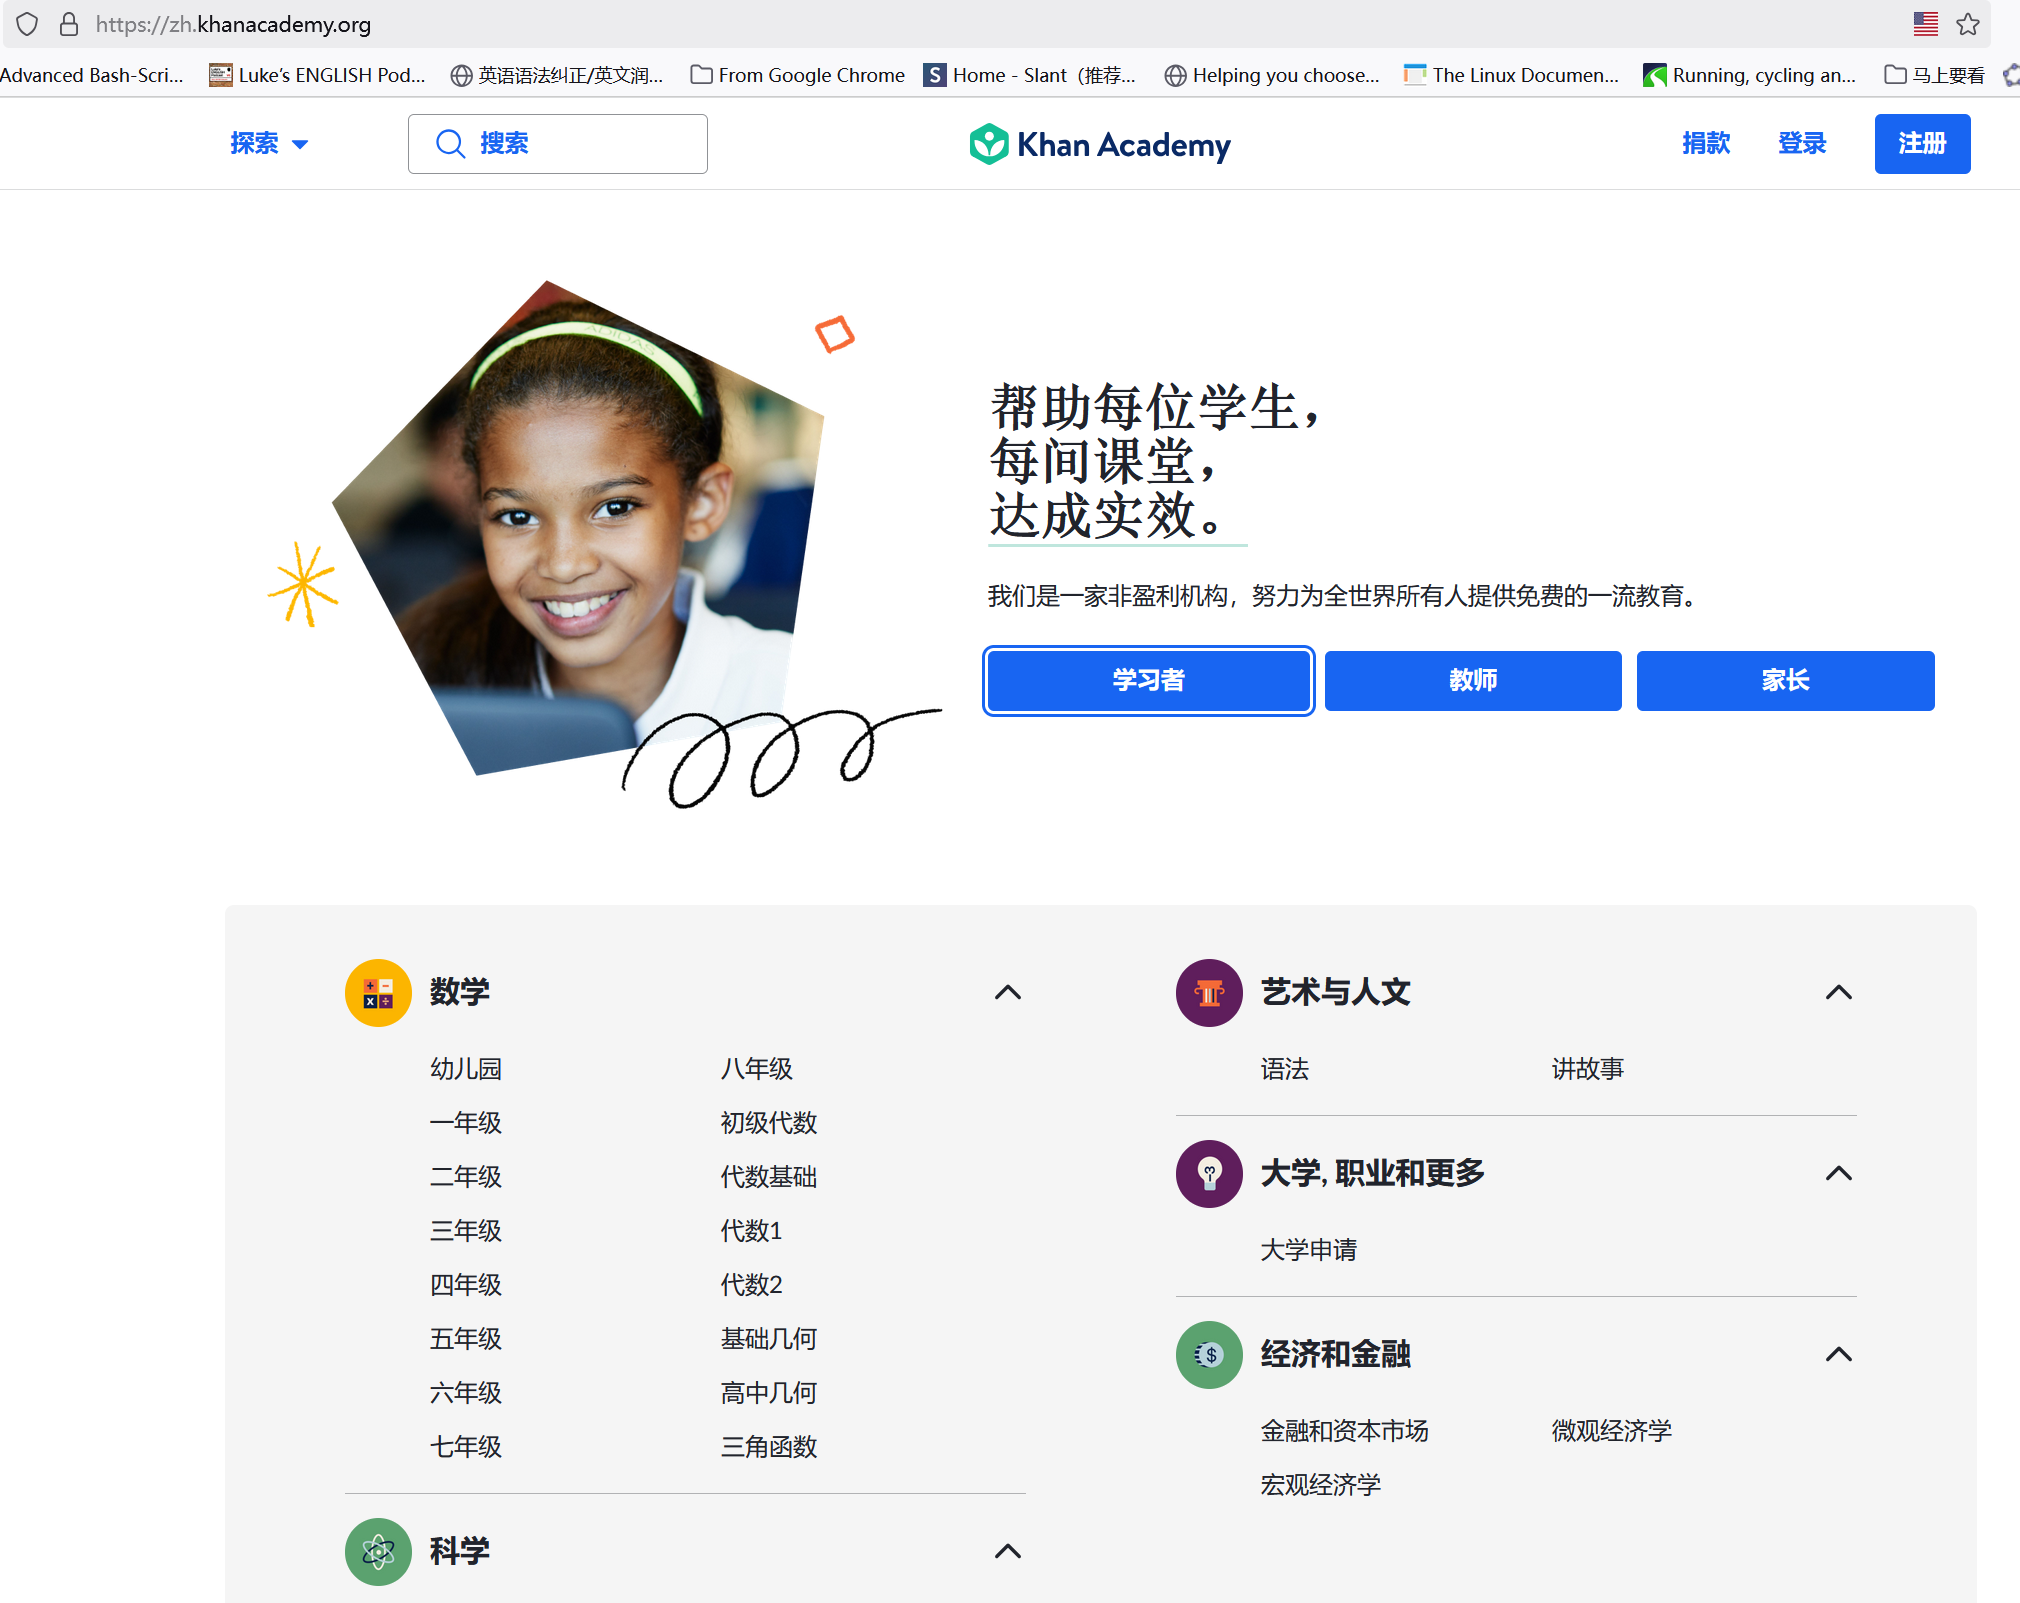 https://zh.khanacademy.org
Advanced Bash-Scri...
Luke's ENGLISH Pod...
英语语法纠正/英文润...
From Google Chrome
S Home - Slant（推荐...
Helping you choose...
The Linux Documen...
Running, cycling an...
马上要看
探索
搜索
Khan Academy
捐款
登录
注册
ADIDAS
帮助每位学生，
每间课堂，
达成实效。
我们是一家非盈利机构，努力为全世界所有人提供免费的一流教育。
学习者
教师
家长
数学
幼儿园
一年级
二年级
三年级
四年级
五年级
六年级
七年级
八年级
初级代数
代数基础
代数1
代数2
基础几何
高中几何
三角函数
科学
艺术与人文
语法
讲故事
大学, 职业和更多
大学申请
经济和金融
金融和资本市场
微观经济学
宏观经济学